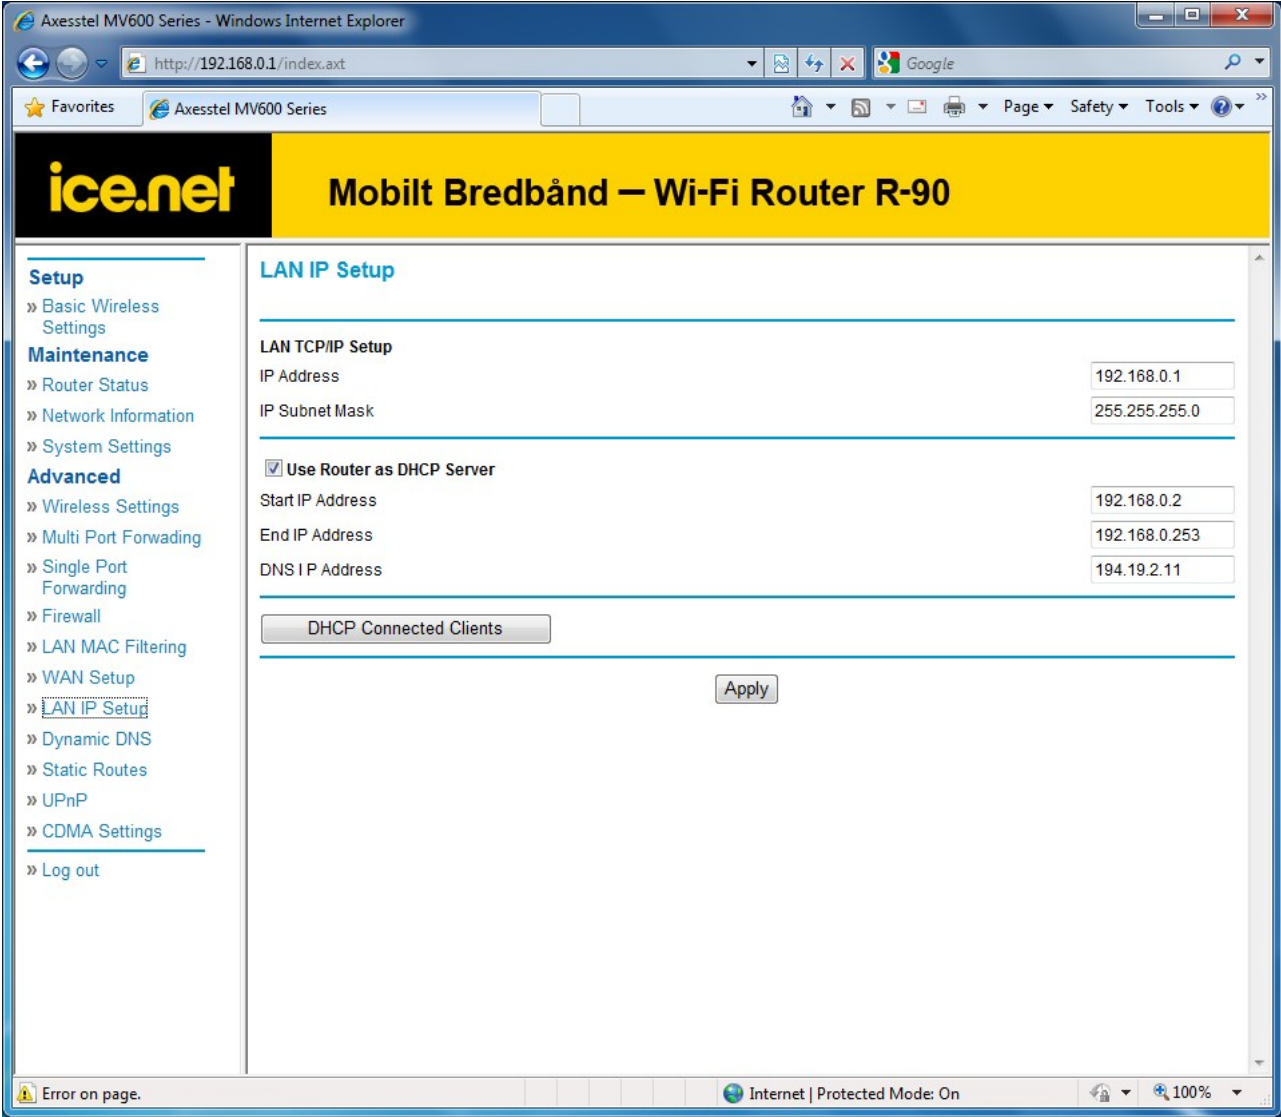 Axesstel MV600 Series - Windows Internet Explorer
http://192.168.0.1/index.axt
Google
Favorites
Axesstel MV600 Series
Page
Safety
Tools
ice.net
Mobilt Bredbånd – Wi-Fi Router R-90
Setup
» Basic Wireless
Settings
Maintenance
» Router Status
» Network Information
» System Settings
Advanced
» Wireless Settings
» Multi Port Forwading
» Single Port
Forwarding
» Firewall
» LAN MAC Filtering
» WAN Setup
» LAN IP Setup
» Dynamic DNS
» Static Routes
» UPnP
» CDMA Settings
» Log out
LAN IP Setup
LAN TCP/IP Setup
IP Address 192.168.0.1
IP Subnet Mask 255.255.255.0
Use Router as DHCP Server
Start IP Address 192.168.0.2
End IP Address 192.168.0.253
DNS I P Address 194.19.2.11
DHCP Connected Clients
Apply
Error on page.
Internet | Protected Mode: On
100%